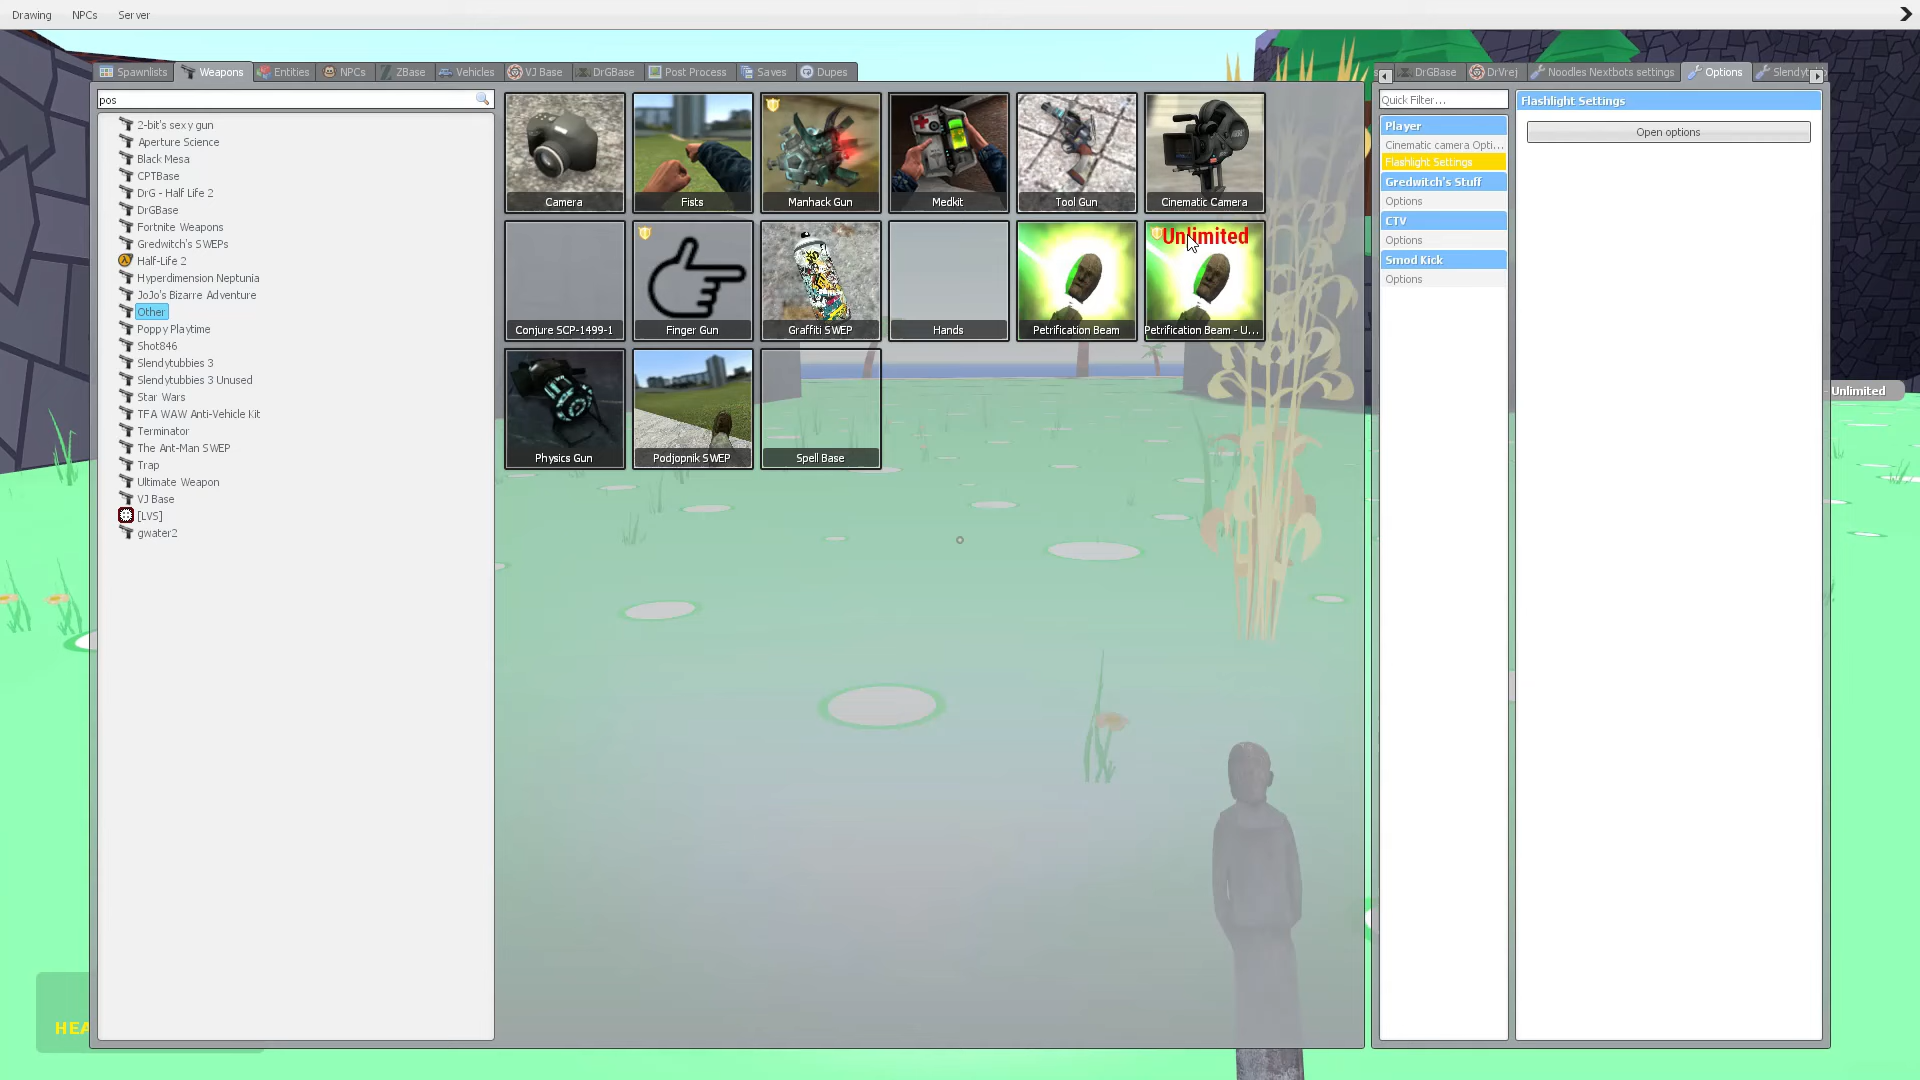 Drawing NPCs Server
Spawnlists Weapons Entities NPCs ZBase Vehicles VJ Base DrGBase Post Process Saves Dupes
DrGBase DrVrej Noodles Nextbots settings Options
pos
2-bit's sexy gun
Aperture Science
Black Mesa
CPTBase
DrG - Half Life 2
DrGBase
Fortnite Weapons
Gredwitch's SWEPs
Half-Life 2
Hyperdimension Neptunia
JoJo's Bizarre Adventure
Other
Poppy Playtime
Shot846
Slendytubbies 3
Slendytubbies 3 Unused
Star Wars
TFA WAW Anti-Vehicle Kit
Terminator
The Ant-Man SWEP
Trap
Ultimate Weapon
VJ Base
[LVS]
gwater2
Camera Fists Manhack Gun Medkit Tool Gun Cinematic Camera
Unlimited
Conjure SCP-1499-1 Finger Gun Graffiti SWEP Hands Petrification Beam Petrification Beam - U...
Physics Gun Podjopnik SWEP Spell Base
Quick Filter...
Player
Cinematic camera Opti...
Flashlight Settings
Gredwitch's Stuff
Options
CTV
Options
Smod Kick
Options
Flashlight Settings
Open options
Unlimited
HEA